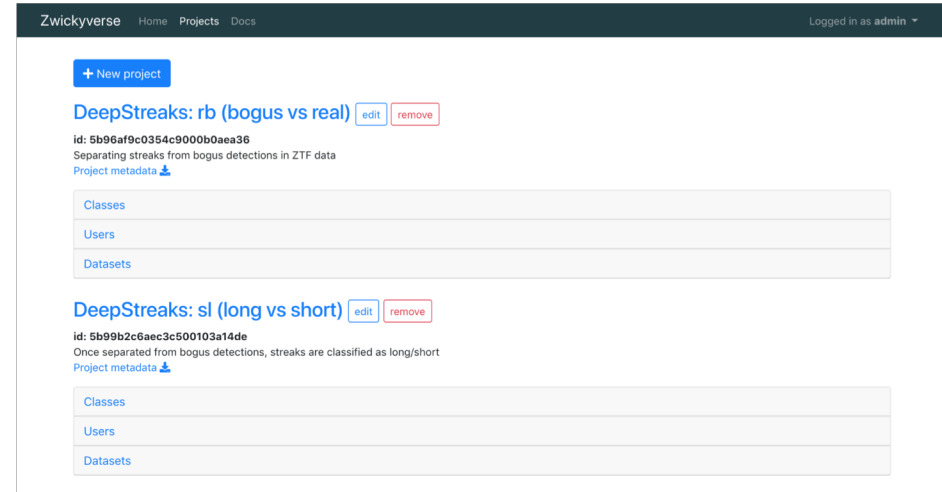 Zwickyverse Home Projects Docs Logged in as admin
+ New project
DeepStreaks: rb (bogus vs real) edit remove
id: 5b96af9c0354c9000b0aea36
Separating streaks from bogus detections in ZTF data
Project metadata
Classes
Users
Datasets
DeepStreaks: sl (long vs short) edit remove
id: 5b99b2c6aec3c500103a14de
Once separated from bogus detections, streaks are classified as long/short
Project metadata
Classes
Users
Datasets